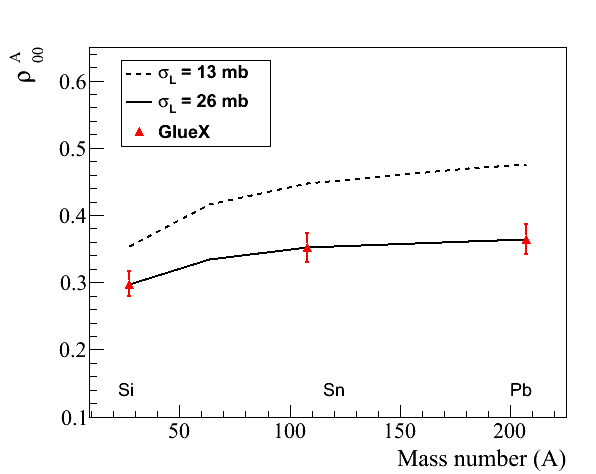 ρ00^A
0.6
0.5
0.4
0.3
0.2
0.1
σL = 13 mb
σL = 26 mb
GlueX
Si Sn Pb
50 100 150 200
Mass number (A)